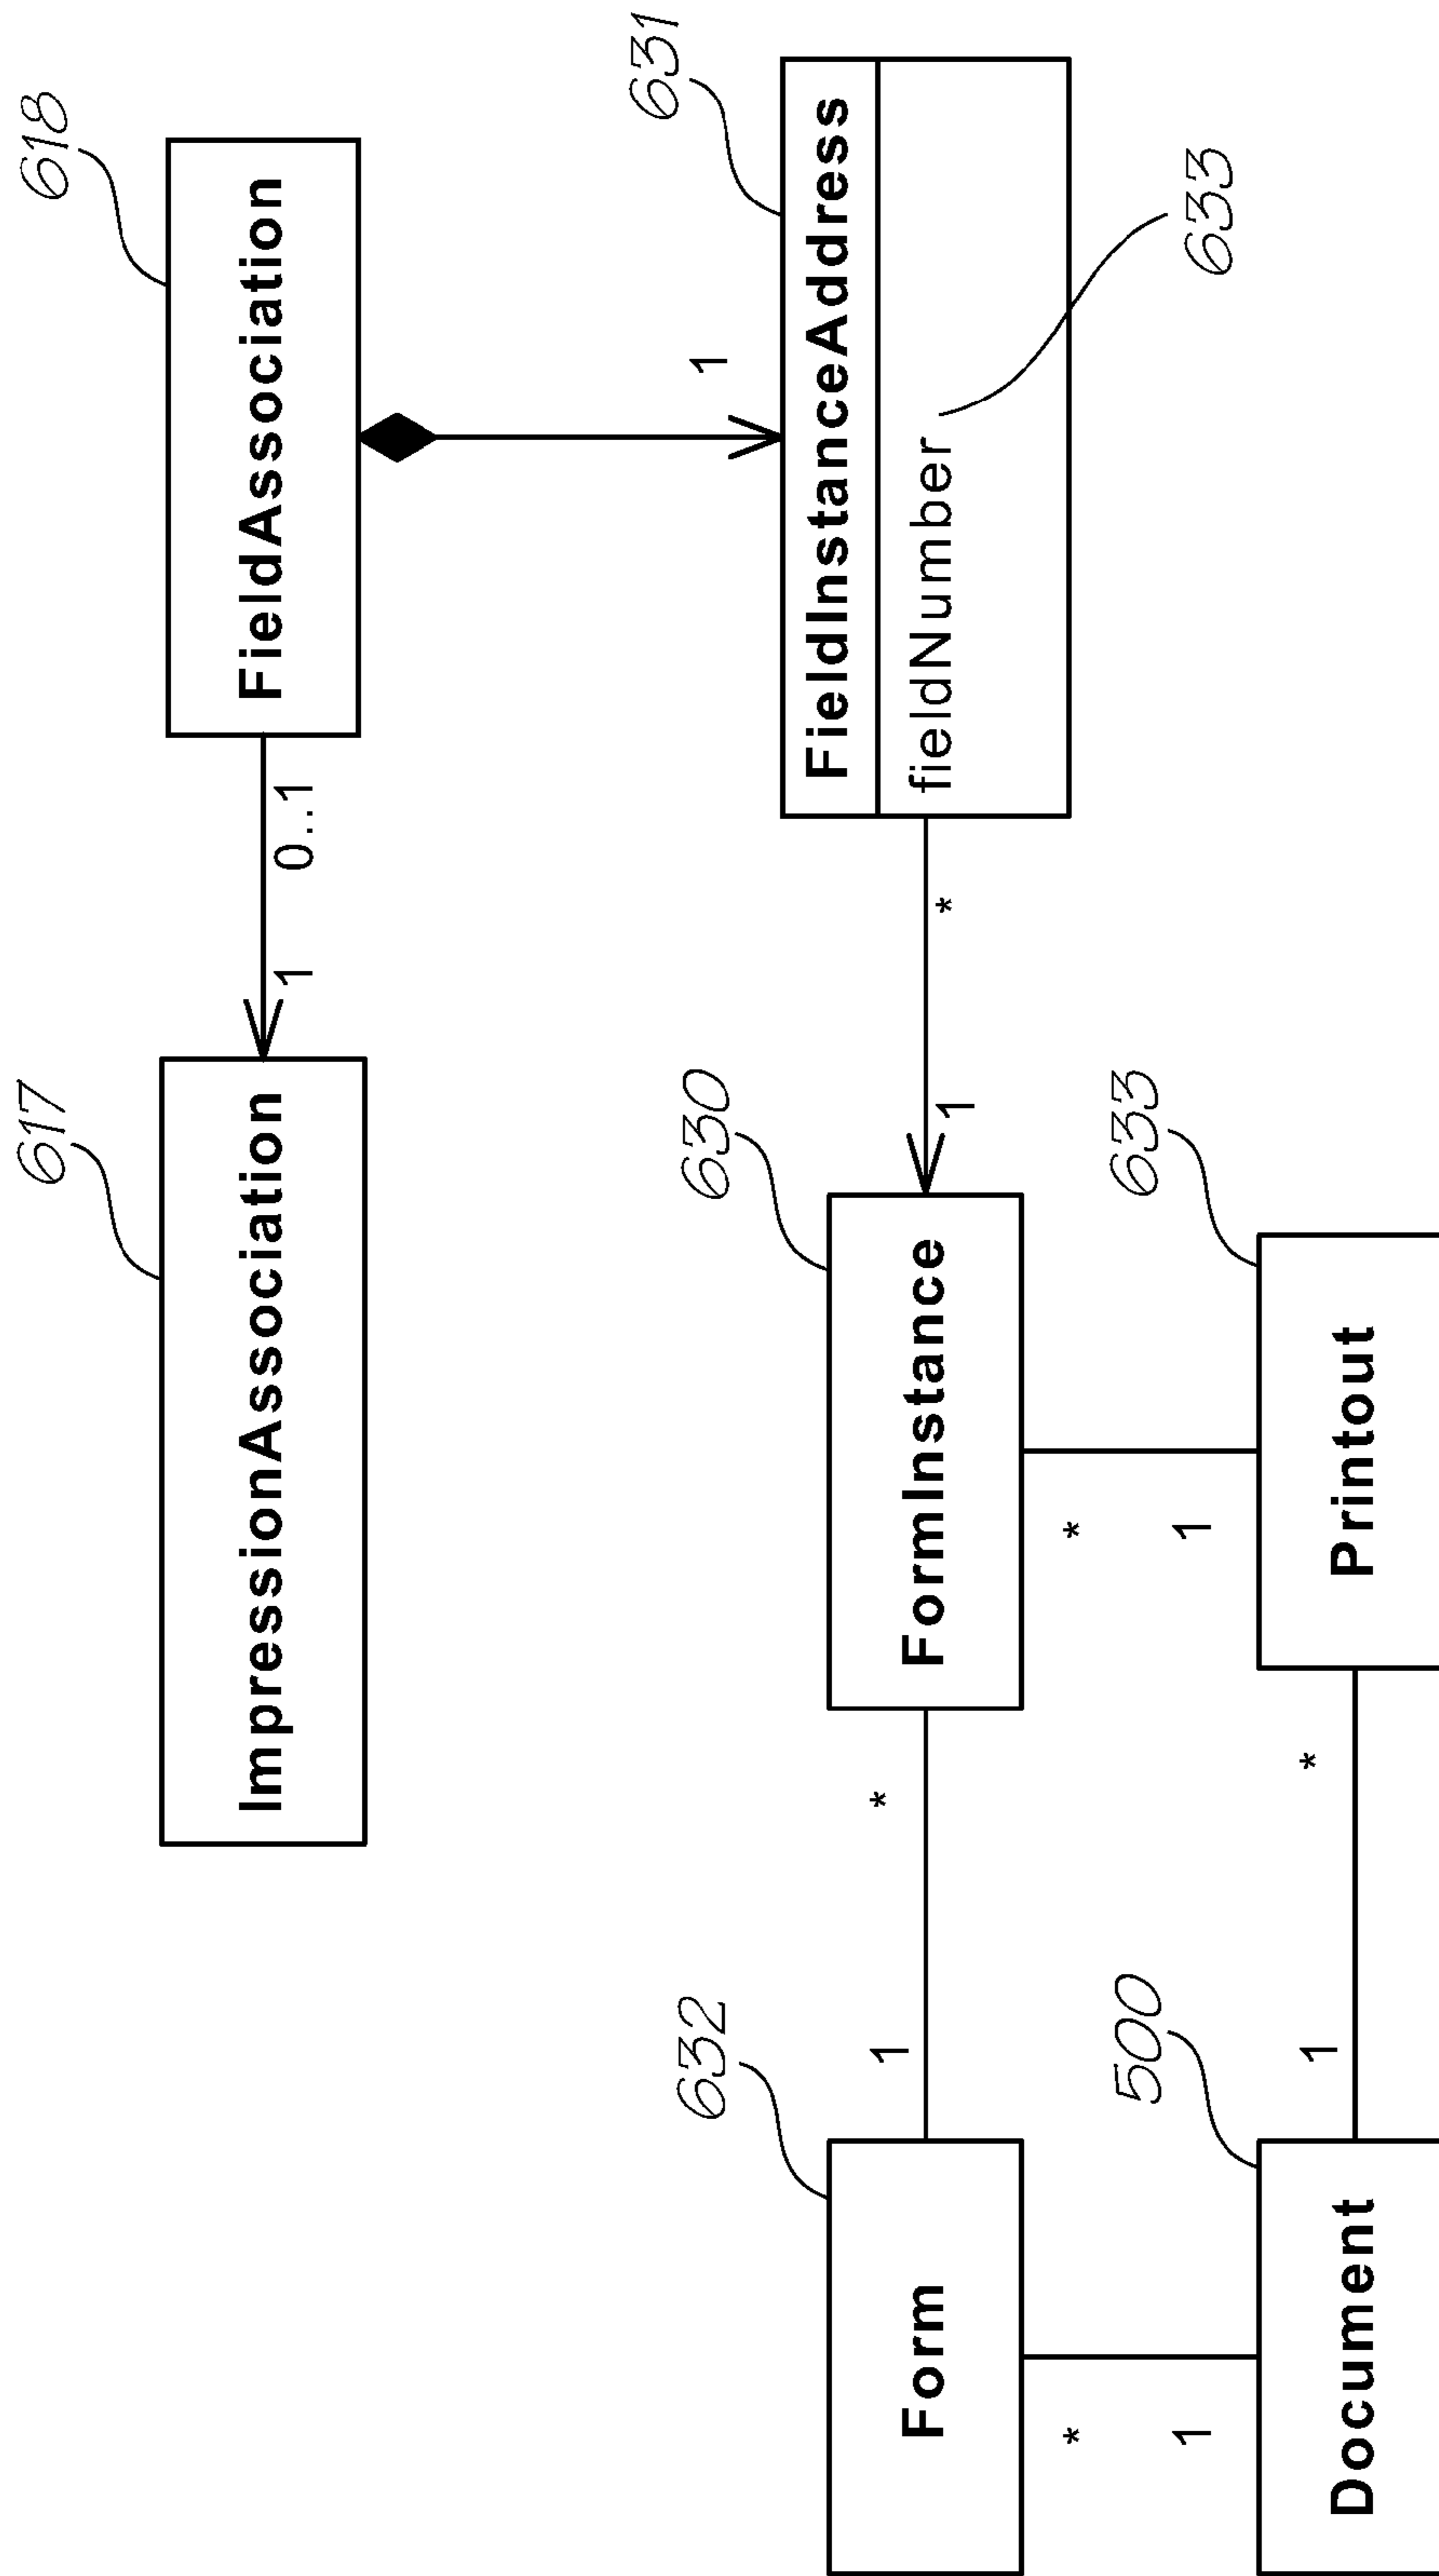 617
618
ImpressionAssociation
FieldAssociation
1
0..1
632
630
631
1
FieldInstanceAddress
1
*
Form
FormInstance
fieldNumber
1
*
*
*
500
633
1
1
633
1
*
Document
Printout